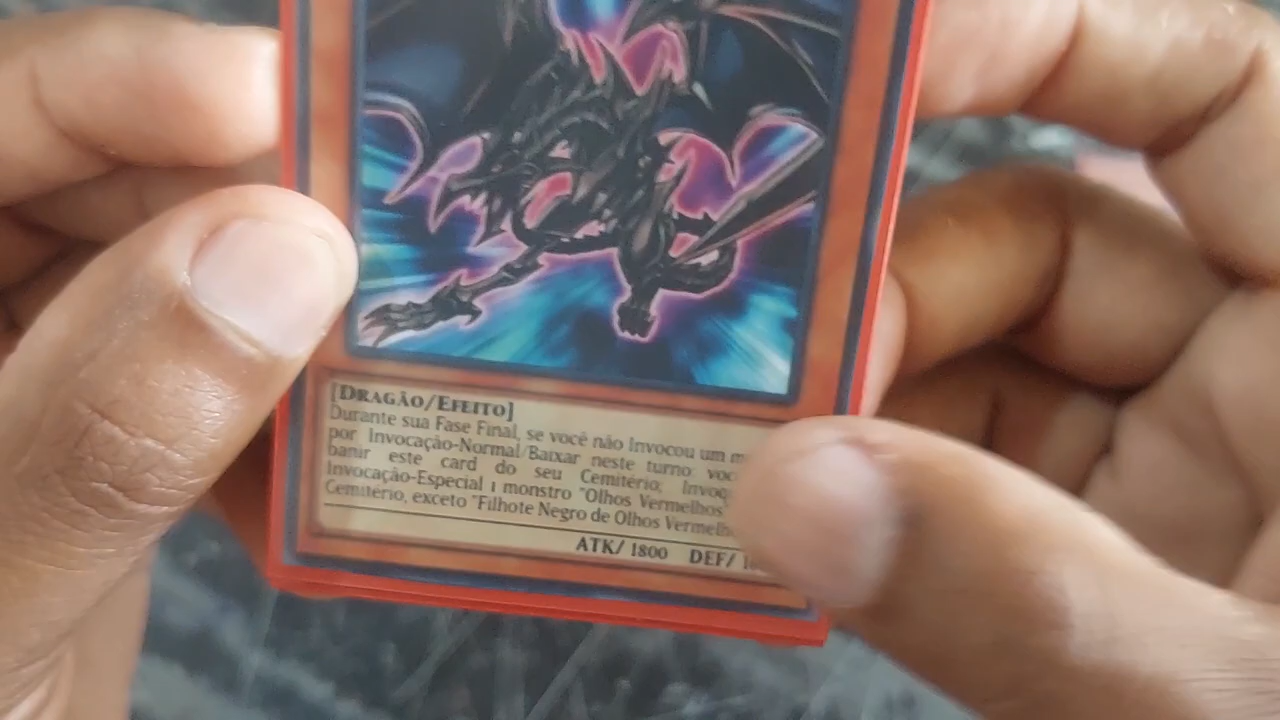 [DRAGÃO/EFEITO]
Durante sua Fase Final, se você não Invocou um
por Invocação-Normal/Baixar neste turno: 
banir este card do seu Cemitério;
Invocação-Especial 1 monstro "Olhos Vermelhos"
Cemitério, exceto "Filhote Negro de Olhos
ATK/ 1800 DEF/